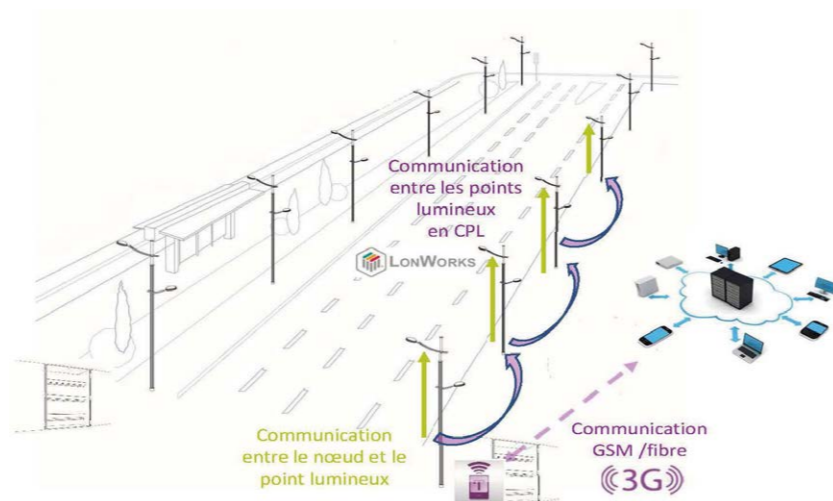 Communication
entre les points
lumineux
en CPL
LONWORKS
Communication
entre le nœud et le
point lumineux
Communication
GSM /fibre
3G